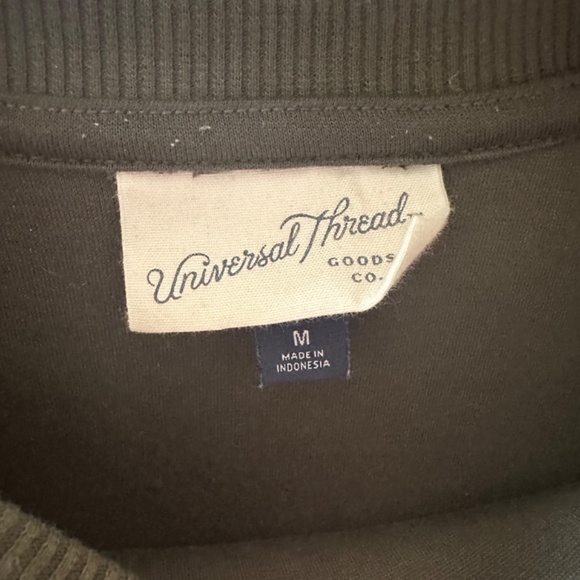 Universal Thread
GOODS
CO.
M
MADE IN
INDONESIA